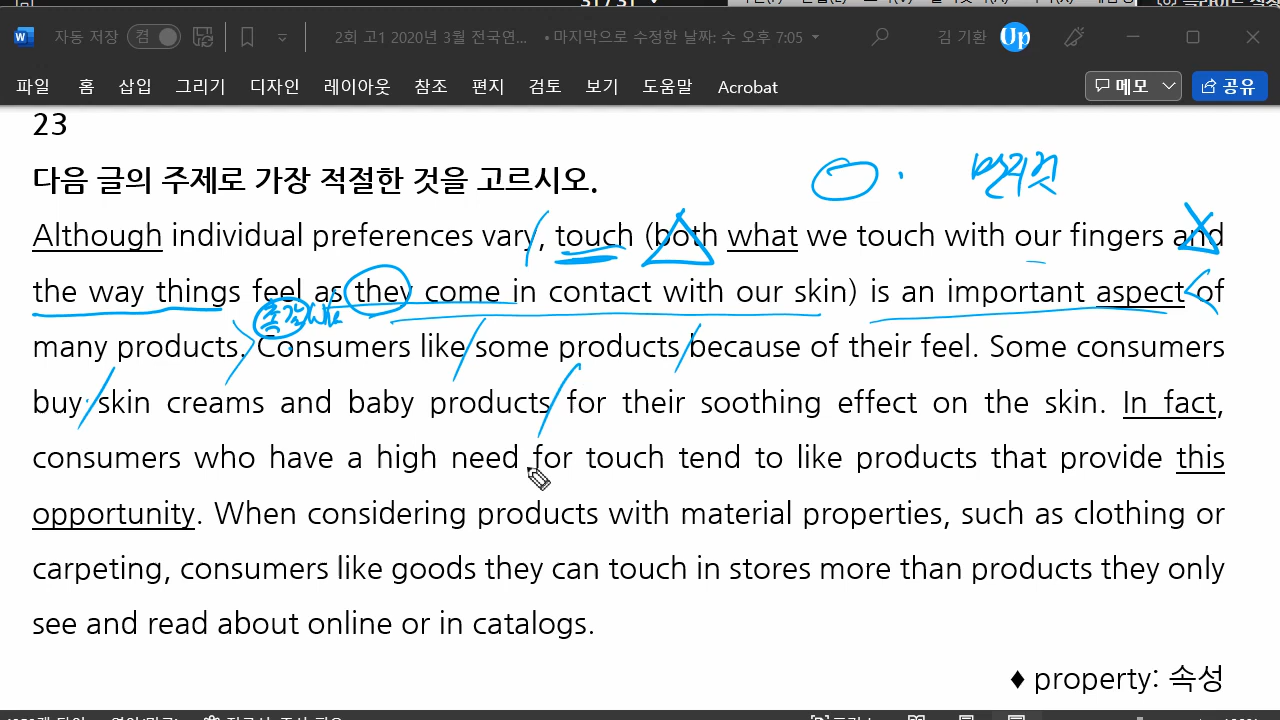 자동 저장 켬 2회 고1 2020년 3월 전국연... • 마지막으로 수정한 날짜: 수 오후 7:05 김 기환 Up
파일 홈 삽입 그리기 디자인 레이아웃 참조 편지 검토 보기 도움말 Acrobat 메모 공유
23
다음 글의 주제로 가장 적절한 것을 고르시오.
Although individual preferences vary, touch (both what we touch with our fingers and
the way things feel as they come in contact with our skin) is an important aspect of
many products. Consumers like some products because of their feel. Some consumers
buy skin creams and baby products for their soothing effect on the skin. In fact,
consumers who have a high need for touch tend to like products that provide this
opportunity. When considering products with material properties, such as clothing or
carpeting, consumers like goods they can touch in stores more than products they only
see and read about online or in catalogs.
♦ property: 속성